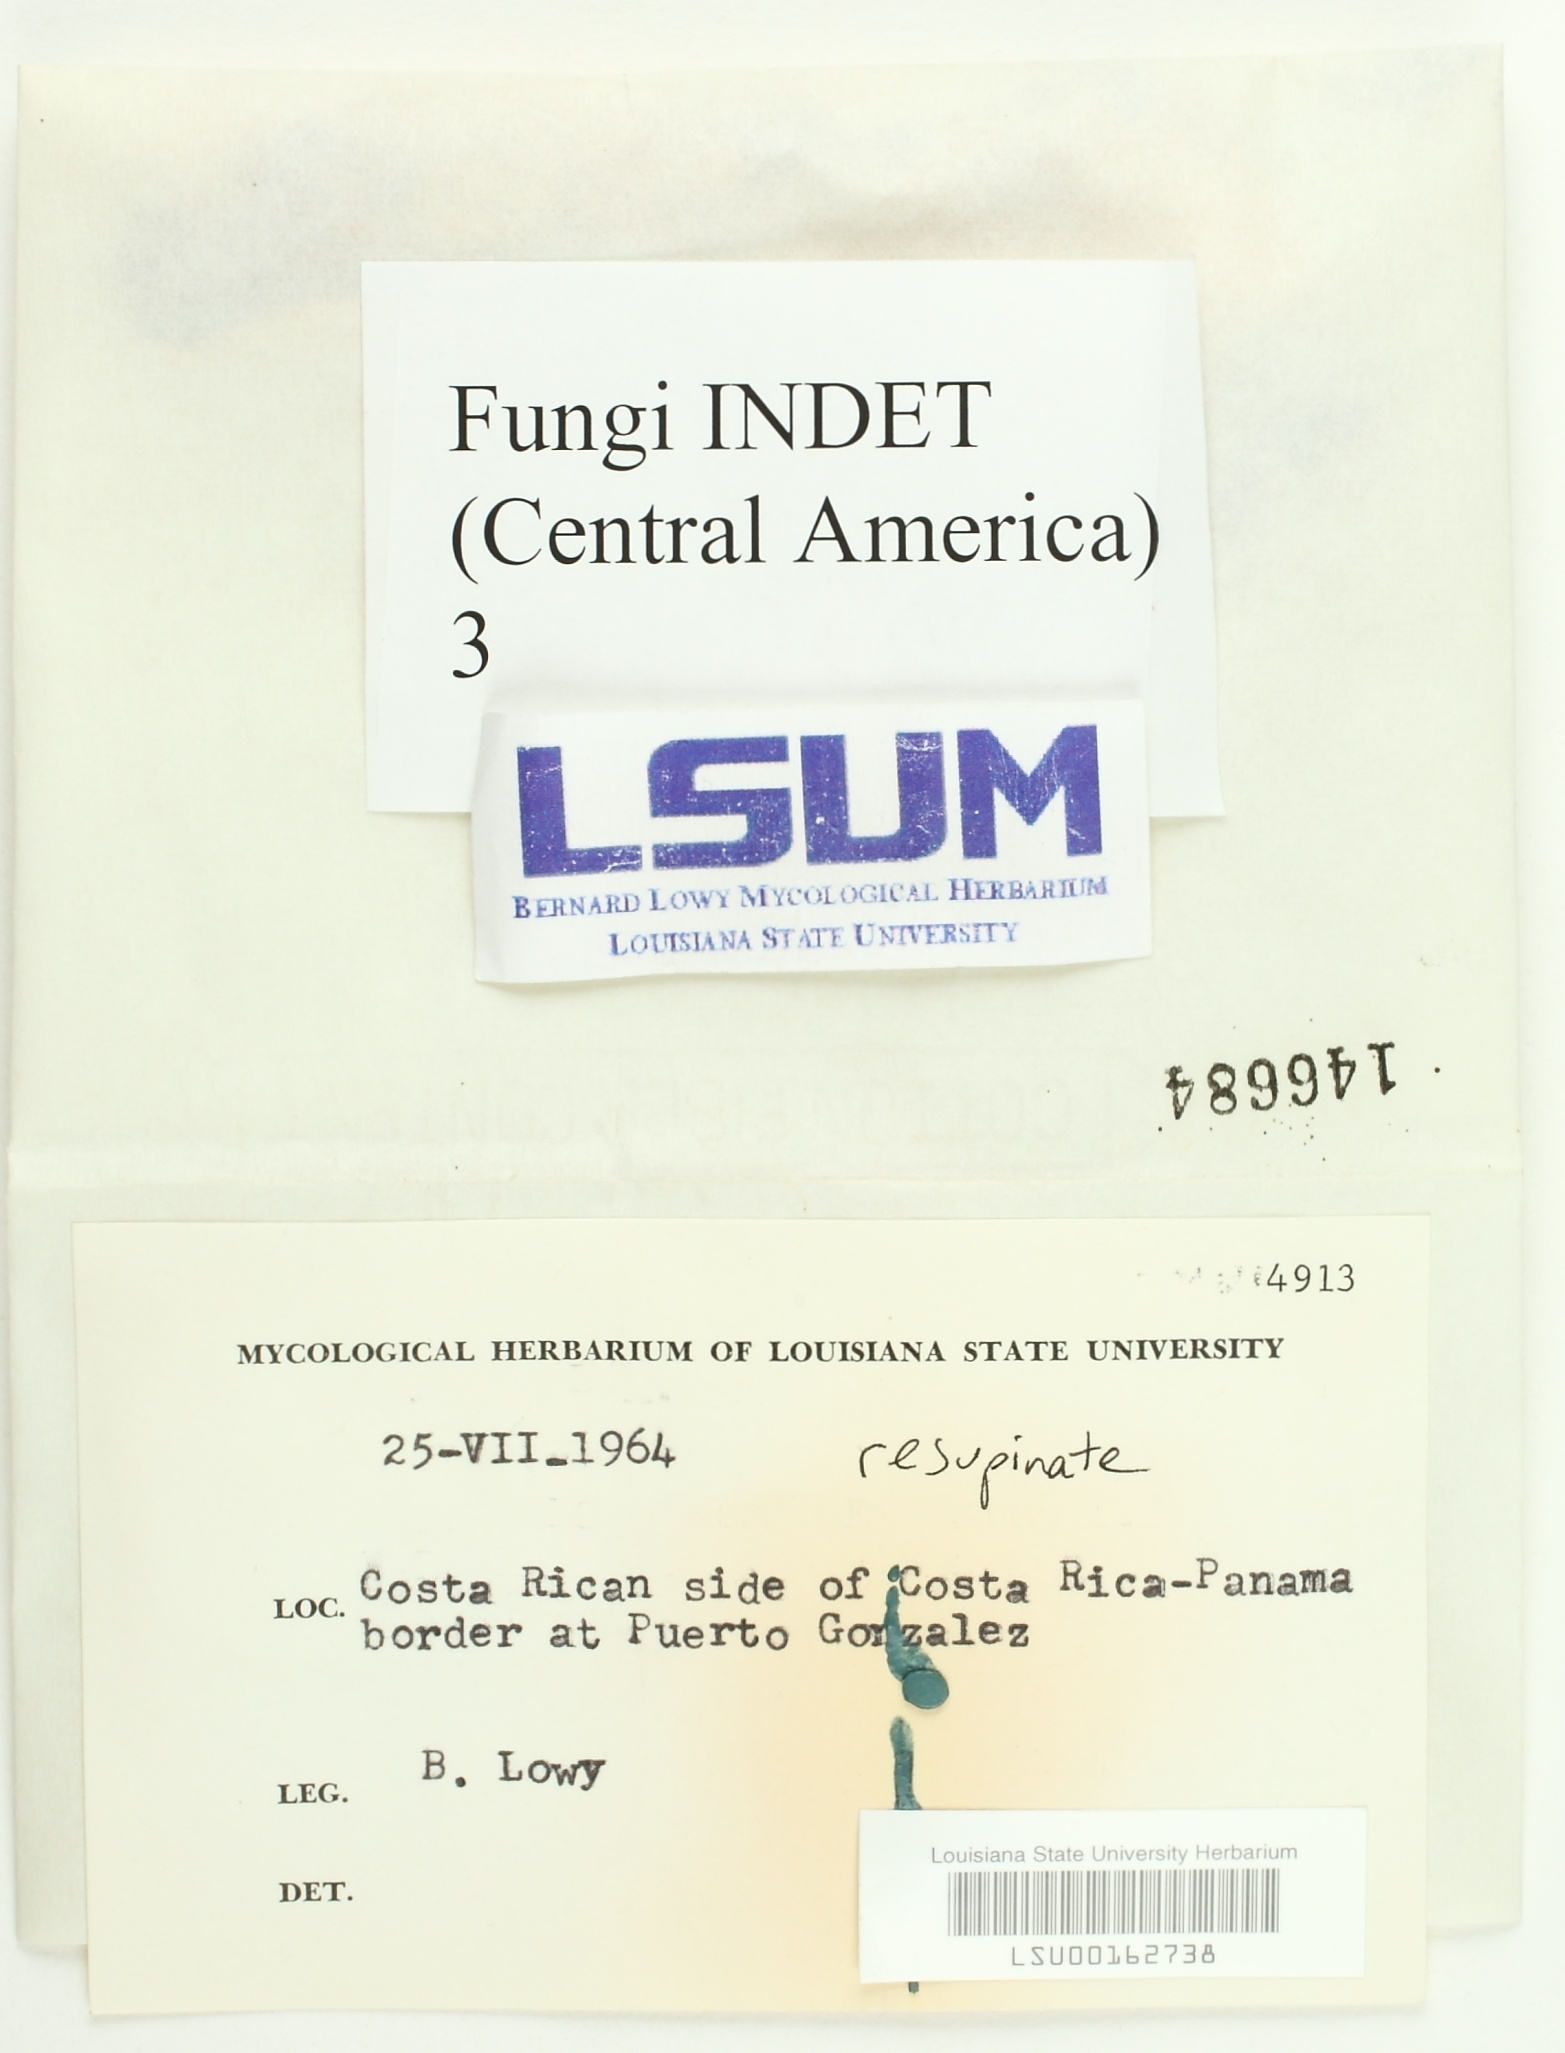 Fungi INDET
(Central America)
3
LSUM
BERNARD LOWY MYCOLOGICAL HERBARIUM
LOUISIANA STATE UNIVERSITY
146684
4913
MYCOLOGICAL HERBARIUM OF LOUISIANA STATE UNIVERSITY
25-VII-1964 resupinate
LOC. Costa Rican side of Costa Rica-Panama
border at Puerto Gonzalez
LEG. B. Lowy
DET.
Louisiana State University Herbarium
LSU00162738